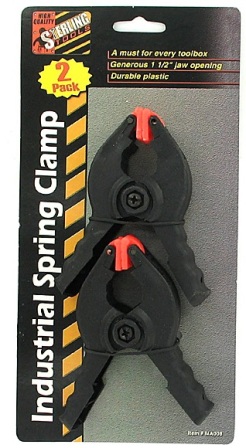 HIGH
QUALITY
STERLING
TOOLS
2
Pack
A must for every toolbox
Generous 1 1/2" jaw opening
Durable plastic
Industrial Spring Clamp
Item # MA008